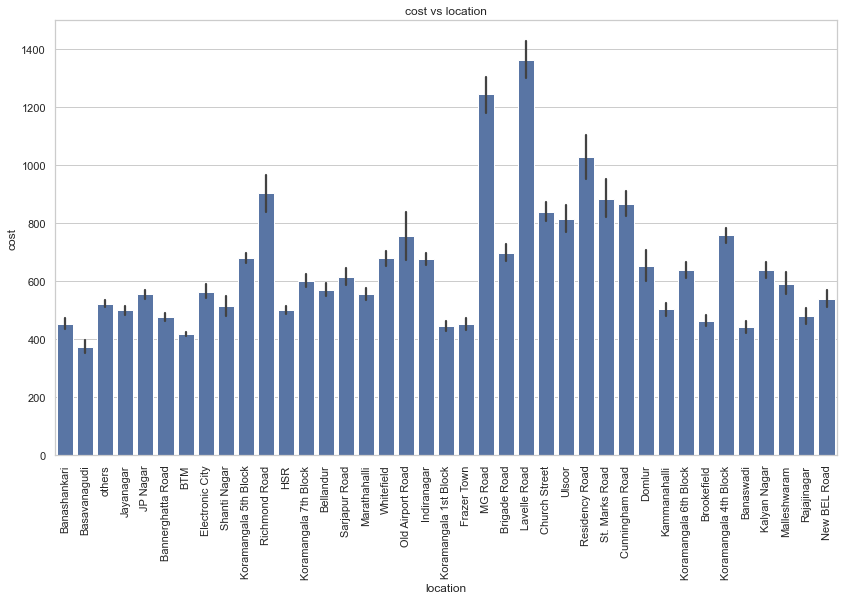 cost vs location
1400
1200
1000
800
600
400
200
0
cost
Banashankari
Basavanagudi
others
Jayanagar
JP Nagar
Bannerghatta Road
BTM
Electronic City
Shanti Nagar
Koramangala 5th Block
Richmond Road
HSR
Koramangala 7th Block
Bellandur
Sarjapur Road
Marathahalli
Whitefield
Old Airport Road
Indiranagar
Koramangala 1st Block
Frazer Town
MG Road
Brigade Road
Lavelle Road
Church Street
Ulsoor
Residency Road
St. Marks Road
Cunningham Road
Domlur
Kammanahalli
Koramangala 6th Block
Brookefield
Koramangala 4th Block
Banaswadi
Kalyan Nagar
Malleshwaram
Rajajinagar
New BEL Road
location